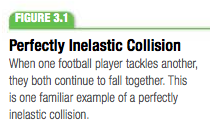 FIGURE 3.1
Perfectly Inelastic Collision
When one football player tackles another,
they both continue to fall together. This
is one familiar example of a perfectly
inelastic collision.